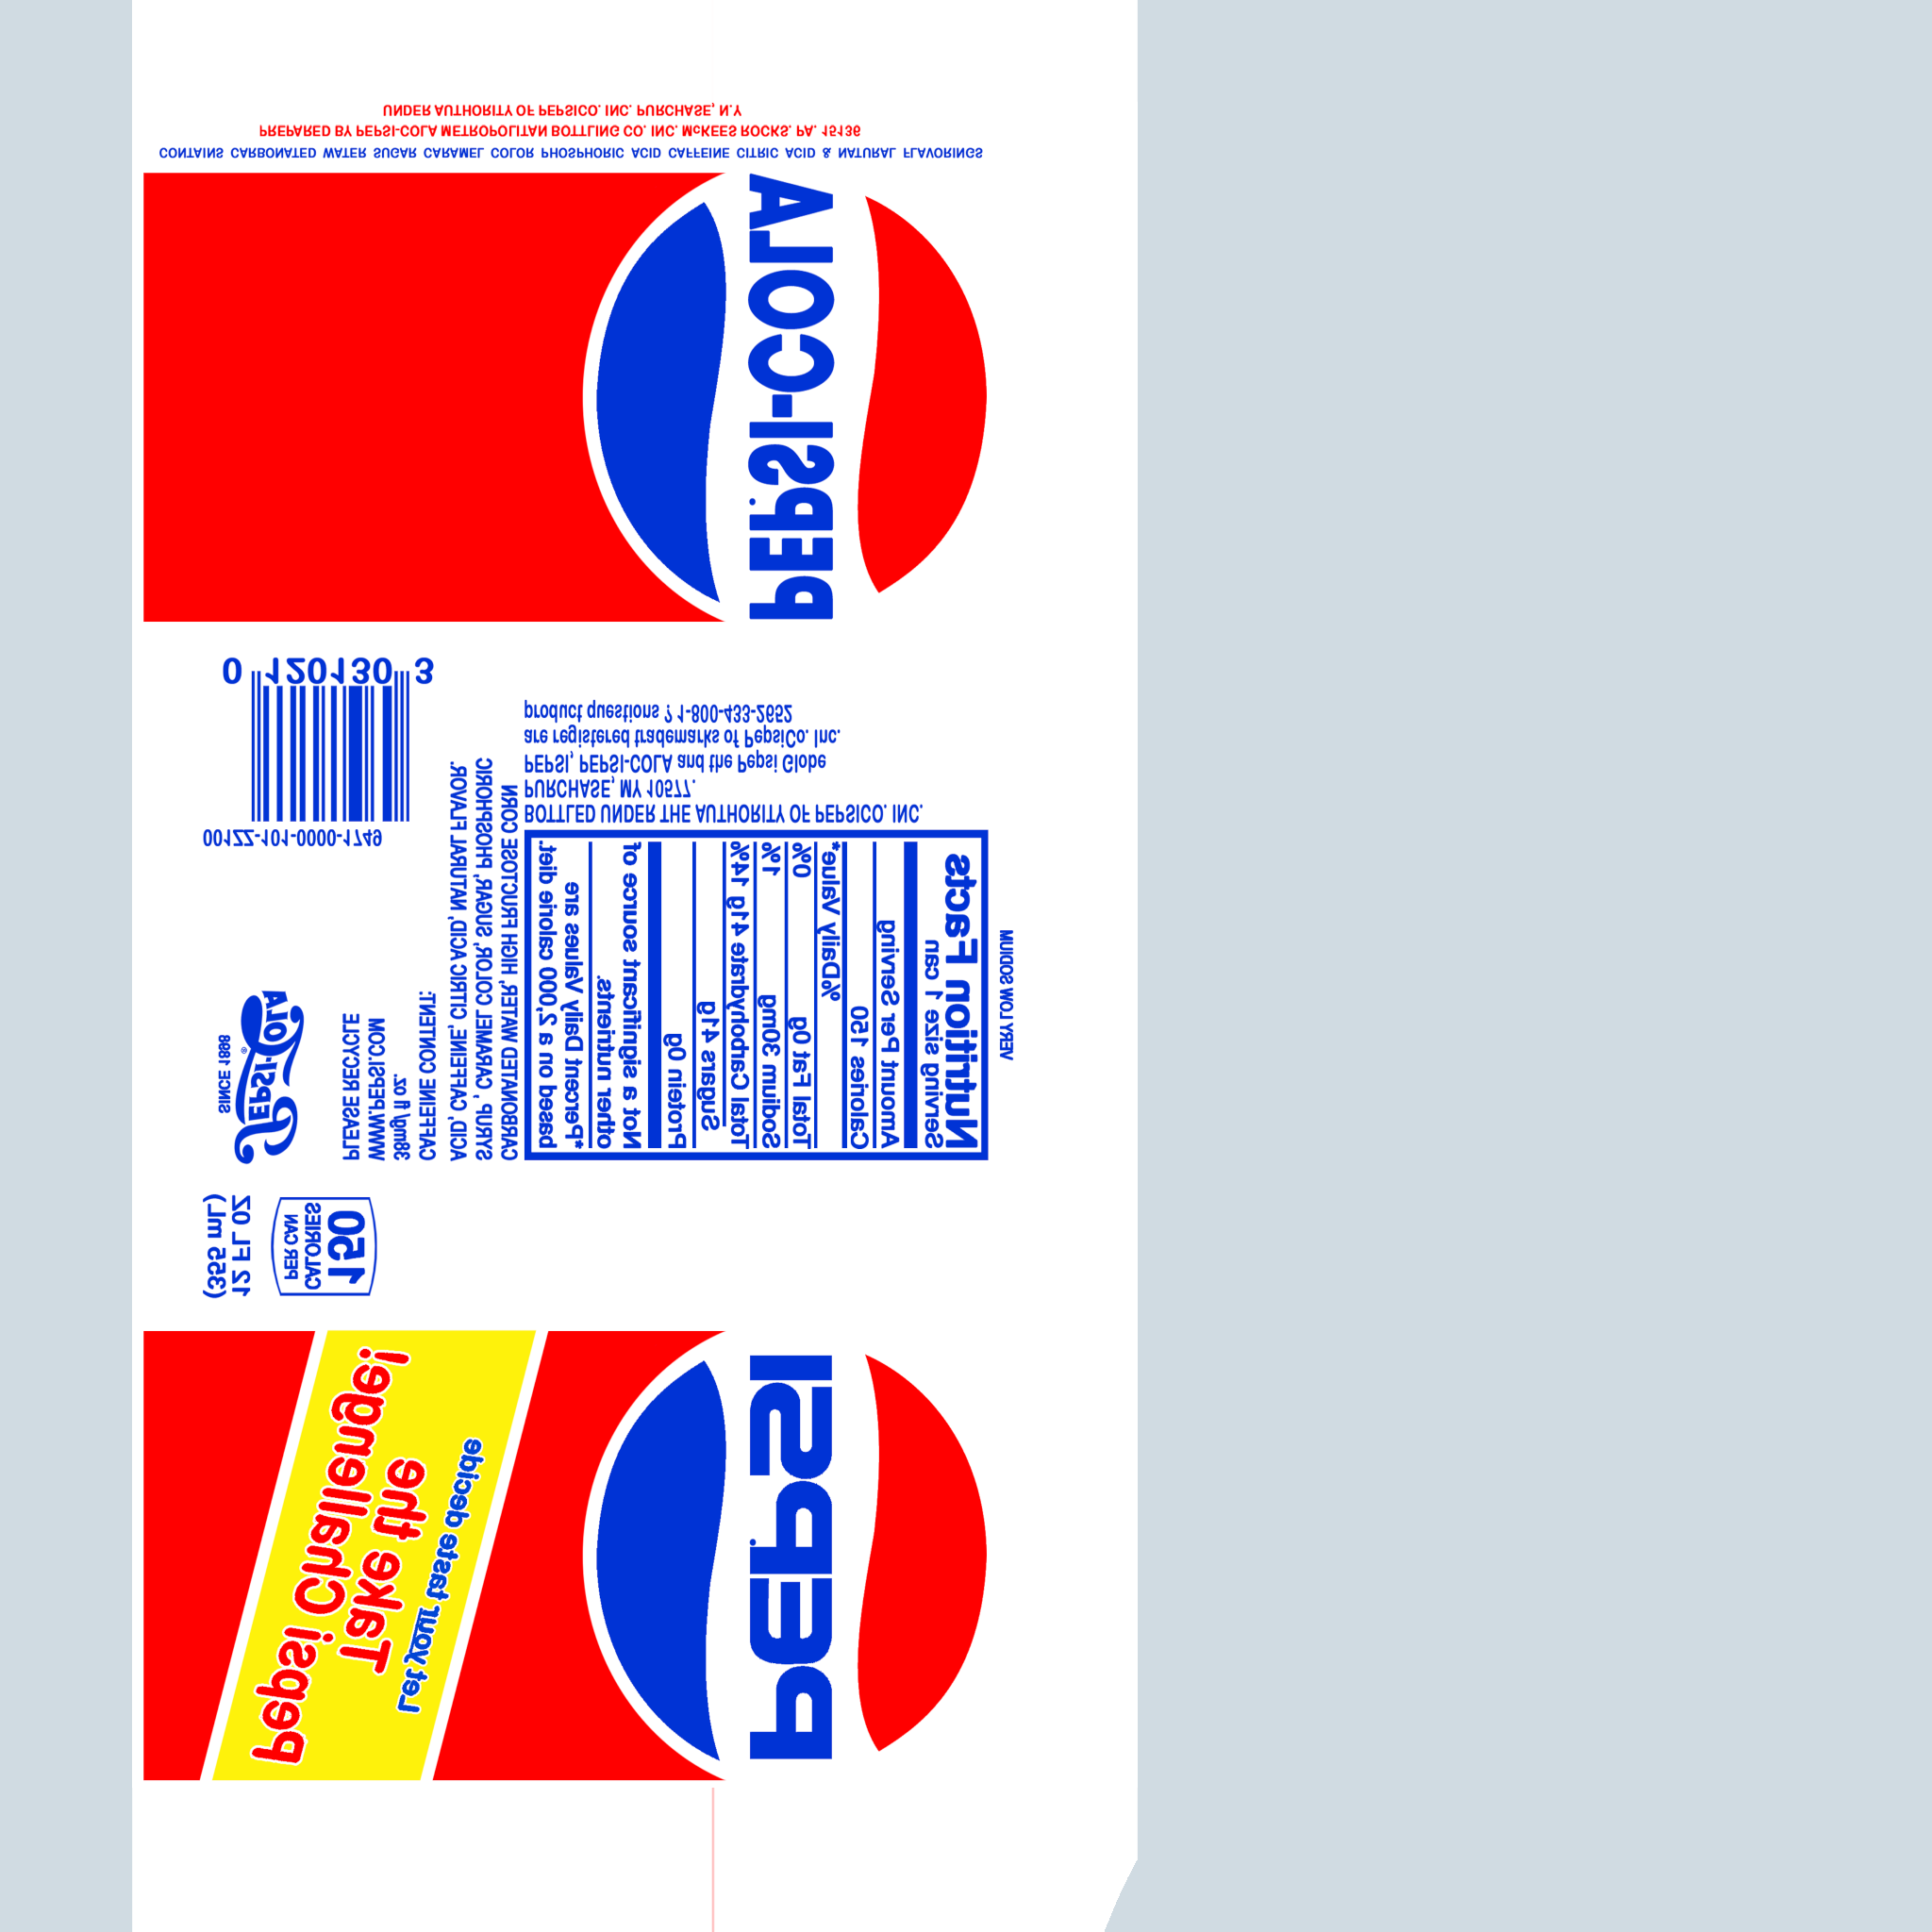 UNDER AUTHORITY OF PEPSICO. INC. PURCHASE, N.Y
PREPARED BY PEPSI-COLA METROPOLITAN BOTTLING CO. INC. McKEES ROCKS. PA. 15136
CONTAINS CARBONATED WATER SUGAR CARAMEL COLOR PHOSPHORIC ACID CAFFEINE CITRIC ACID & NATURAL FLAVORINGS
PEPSI-COLA
0 120130 3
00122-101-0000-1749
BOTTLED UNDER THE AUTHORITY OF PEPSICO. INC.
PURCHASE, MY 10577.
PEPSI, PEPSI-COLA and the Pepsi Globe
are registered trademarks of PepsiCo. Inc.
product questions ? 1-800-433-2652
VERY LOW SODIUM
Nutrition Facts
Serving size 1 can
Amount Per Serving
Calories 150
%Daily Value*
Total Fat 0g 0%
Sodium 30mg 1%
Total Carbohydrate 41g 14%
Sugars 41g
Protein 0g
Not a significant source of
other nutrients.
*Percent Daily Values are
based on a 2,000 calorie diet.
CARBONATED WATER, HIGH FRUCTOSE CORN
SYRUP , CARAMEL COLOR, SUGAR, PHOSPHORIC
ACID, CAFFEINE, CITRIC ACID, NATURAL FLAVOR.
CAFFEINE CONTENT:
38mg/ fl oz.
WWW.PEPSI.COM
PLEASE RECYCLE
PEPSI-COLA
®
SINCE 1898
150
CALORIES
PER CAN
12 FL OZ
(355 mL)
PEPSI
Let your taste decide
Take the
Pepsi Challenge!